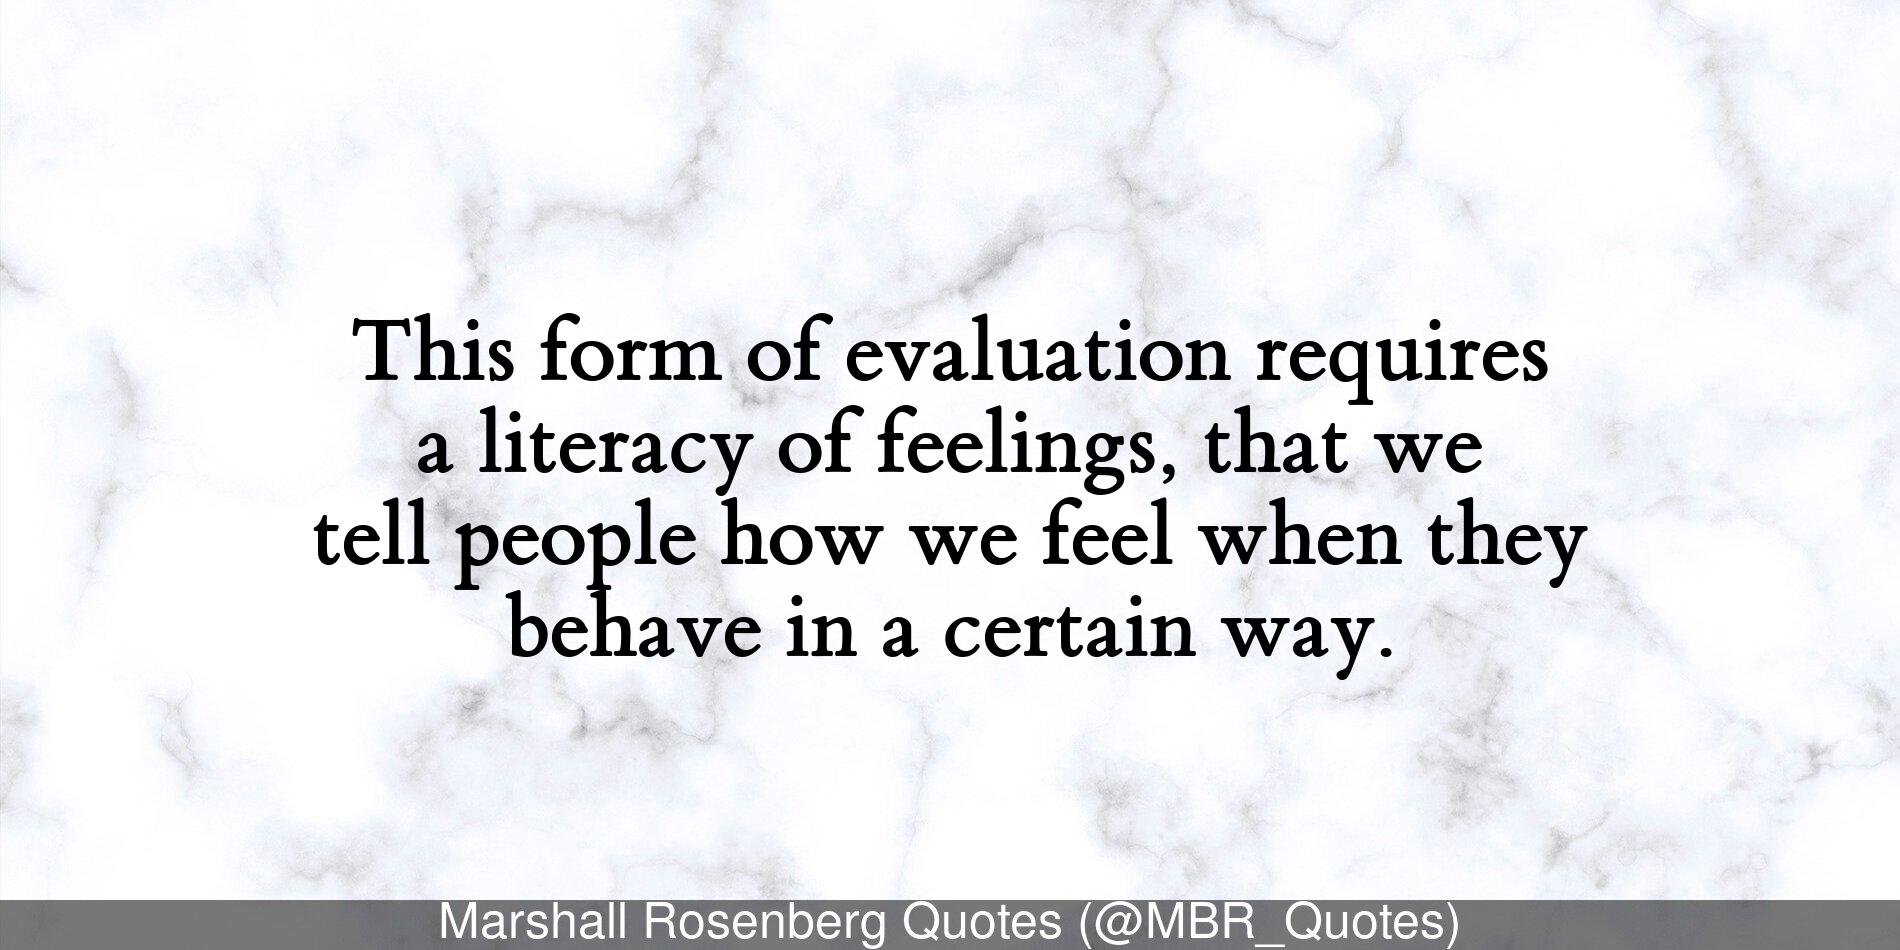 This form of evaluation requires
a literacy of feelings, that we
tell people how we feel when they
behave in a certain way.
Marshall Rosenberg Quotes (@MBR_Quotes)